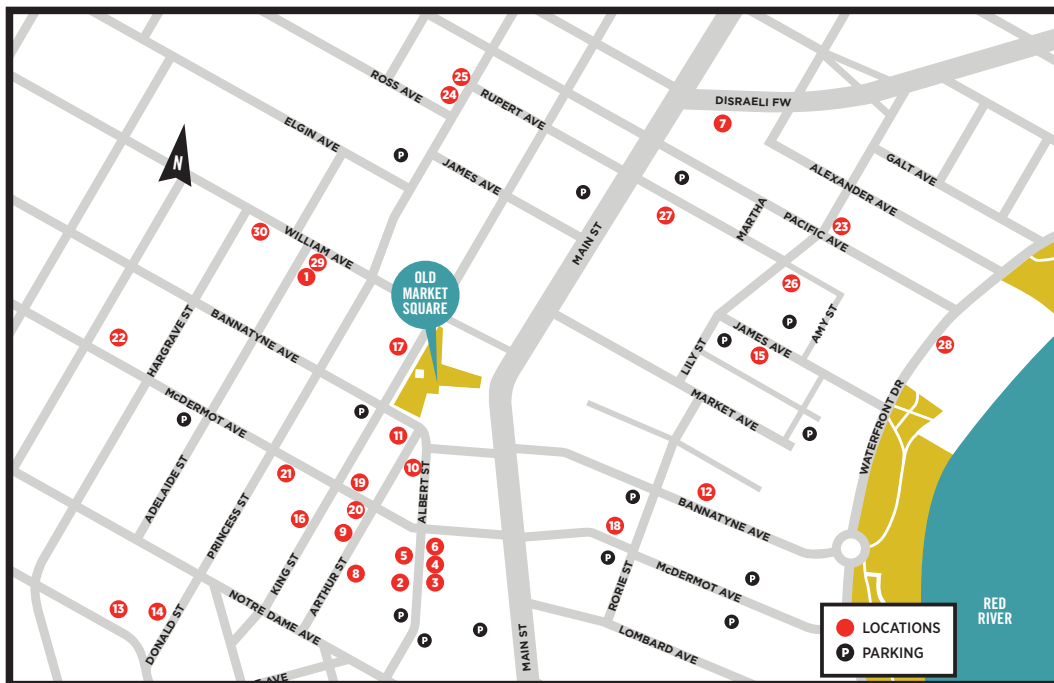 25
ROSS AVE
24
RUPERT AVE
DISRAELI FW
7
ELGIN AVE
P
JAMES AVE
GALT AVE
N
P
P
ALEXANDER AVE
27
MARTHA
PACIFIC AVE
23
30
WILLIAM AVE
MAIN ST
29
1
OLD
MARKET
SQUARE
26
HARGRAVE ST
BANNATYNE AVE
P
AMY ST
22
17
JAMES AVE
P
15
28
LILY ST
McDERMOT AVE
P
P
MARKET AVE
WATERFRONT DR
11
P
10
ADELAIDE ST
21
19
ALBERT ST
12
P
BANNATYNE AVE
PRINCESS ST
16
20
9
18
KING ST
ARTHUR ST
5
6
4
P
McDERMOT AVE
8
2
3
P
RORIE ST
13
14
DONALD ST
NOTRE DAME AVE
P
P
P
P
MAIN ST
LOMBARD AVE
RED
RIVER
LOCATIONS
P PARKING
AVE